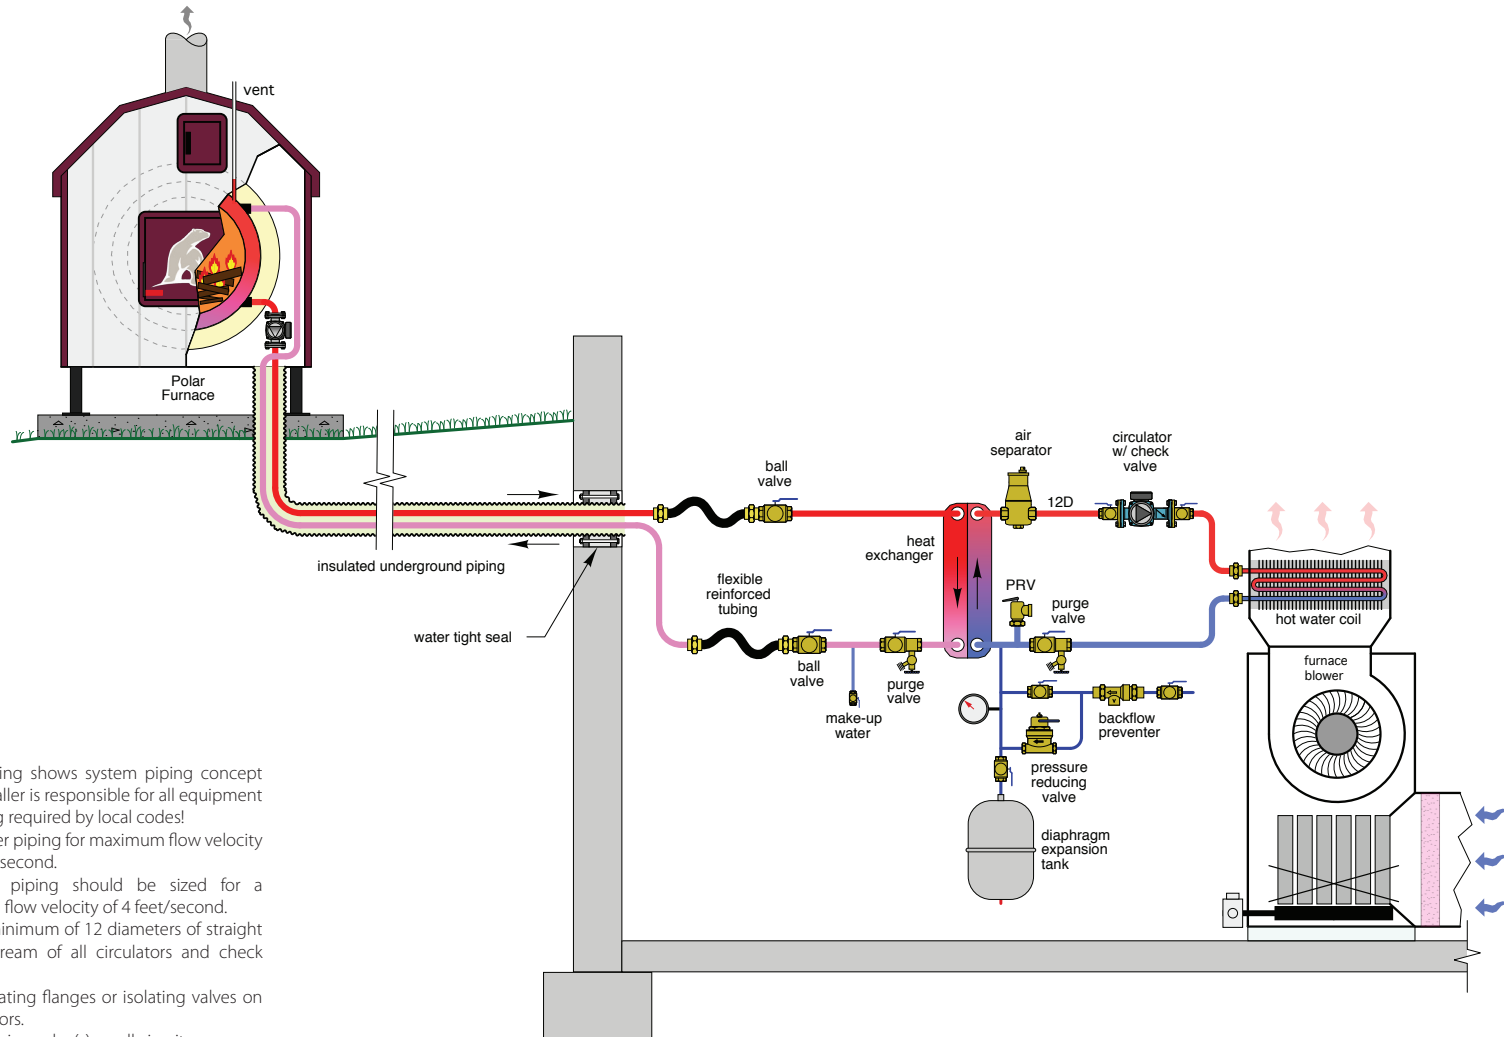 vent
Polar
Furnace
insulated underground piping
water tight seal
ball
valve
flexible
reinforced
tubing
ball
valve
make-up
water
purge
valve
heat
exchanger
air
separator
12D
circulator
w/ check
valve
PRV
purge
valve
backflow
preventer
pressure
reducing
valve
diaphragm
expansion
tank
hot water coil
furnace
blower
ing shows system piping concept
aller is responsible for all equipment
g required by local codes!
er piping for maximum flow velocity
second.
piping should be sized for a
flow velocity of 4 feet/second.
minimum of 12 diameters of straight
ream of all circulators and check
ating flanges or isolating valves on
ors.